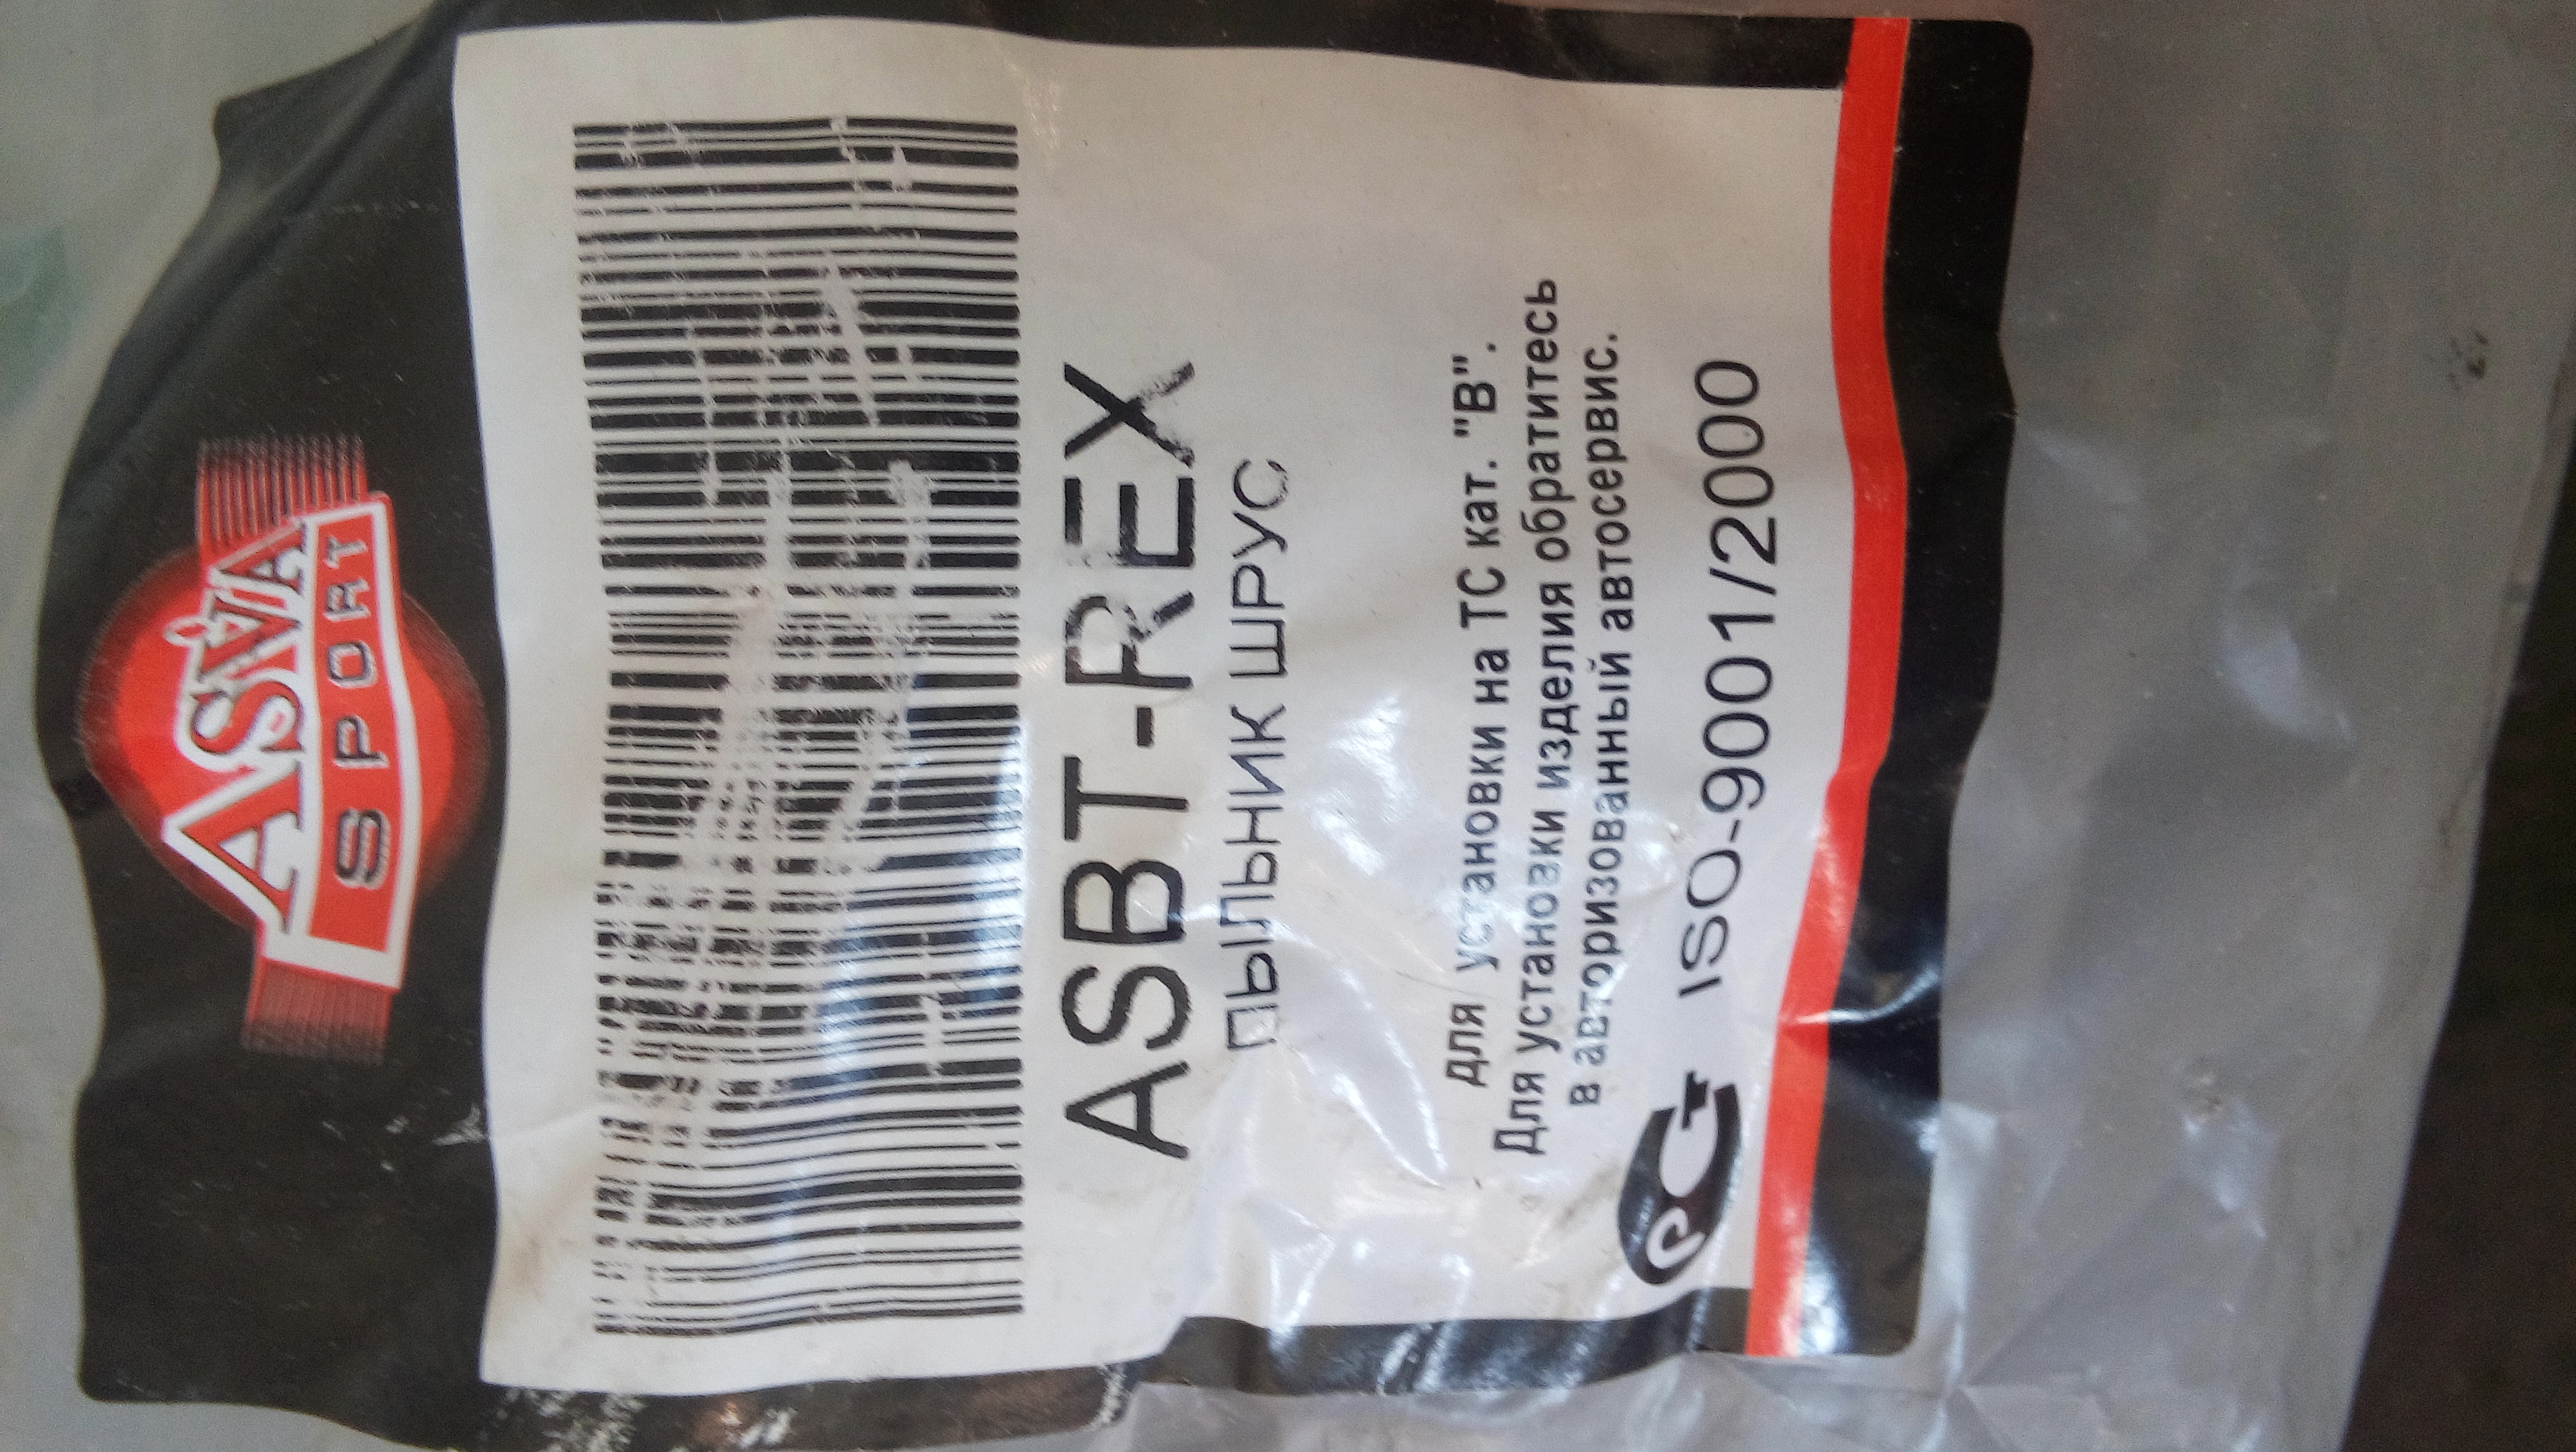 ASVA
SPORT
ASBT-REX
ПЫЛЬНИК ШРУС
для установки на ТС кат. "В".
Для установки изделия обратитесь
в авторизованный автосервис.
РСТ ISO-9001/2000